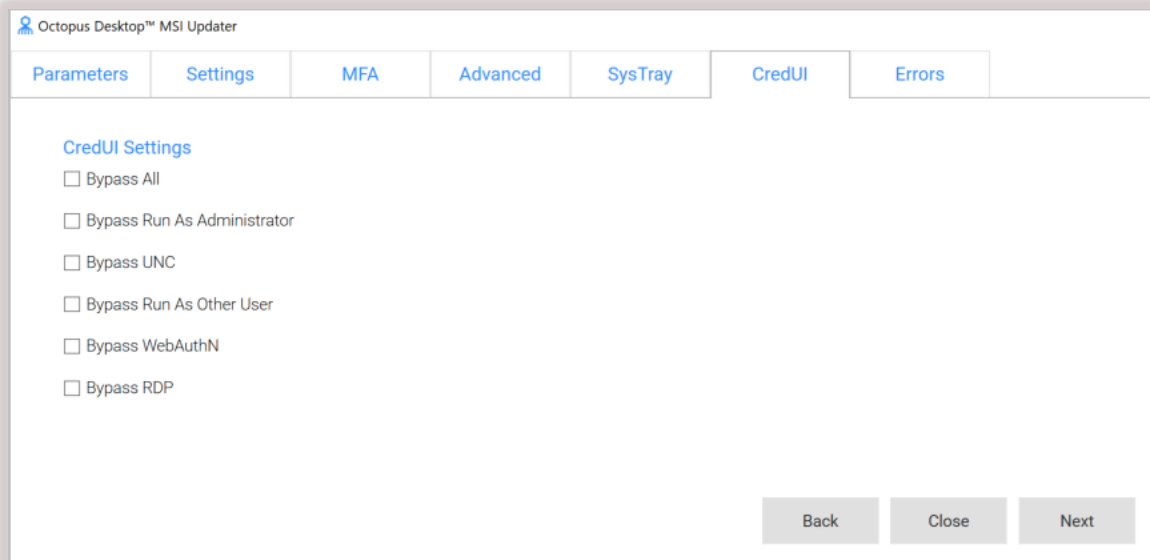 Octopus Desktop™ MSI Updater
Parameters Settings MFA Advanced SysTray CredUI Errors
CredUI Settings
Bypass All
Bypass Run As Administrator
Bypass UNC
Bypass Run As Other User
Bypass WebAuthN
Bypass RDP
Back Close Next